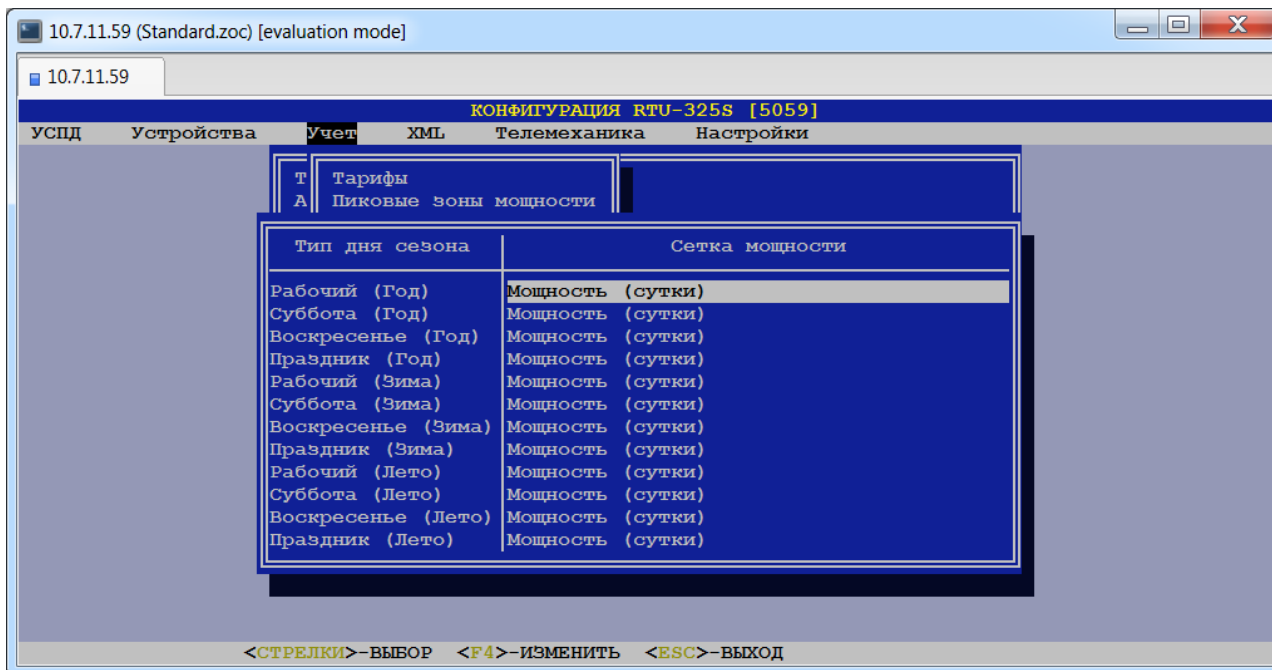 10.7.11.59 (Standard.zoc) [evaluation mode]
10.7.11.59
КОНФИГУРАЦИЯ RTU-325S [5059]
УСПД Устройства Учет XML Телемеханика Настройки
Т Тарифы
А Пиковые зоны мощности
Тип дня сезона Сетка мощности
Рабочий (Год) Мощность (сутки)
Суббота (Год) Мощность (сутки)
Воскресенье (Год) Мощность (сутки)
Праздник (Год) Мощность (сутки)
Рабочий (Зима) Мощность (сутки)
Суббота (Зима) Мощность (сутки)
Воскресенье (Зима) Мощность (сутки)
Праздник (Зима) Мощность (сутки)
Рабочий (Лето) Мощность (сутки)
Суббота (Лето) Мощность (сутки)
Воскресенье (Лето) Мощность (сутки)
Праздник (Лето) Мощность (сутки)
<СТРЕЛКИ>-ВЫБОР <F4>-ИЗМЕНИТЬ <ESC>-ВЫХОД